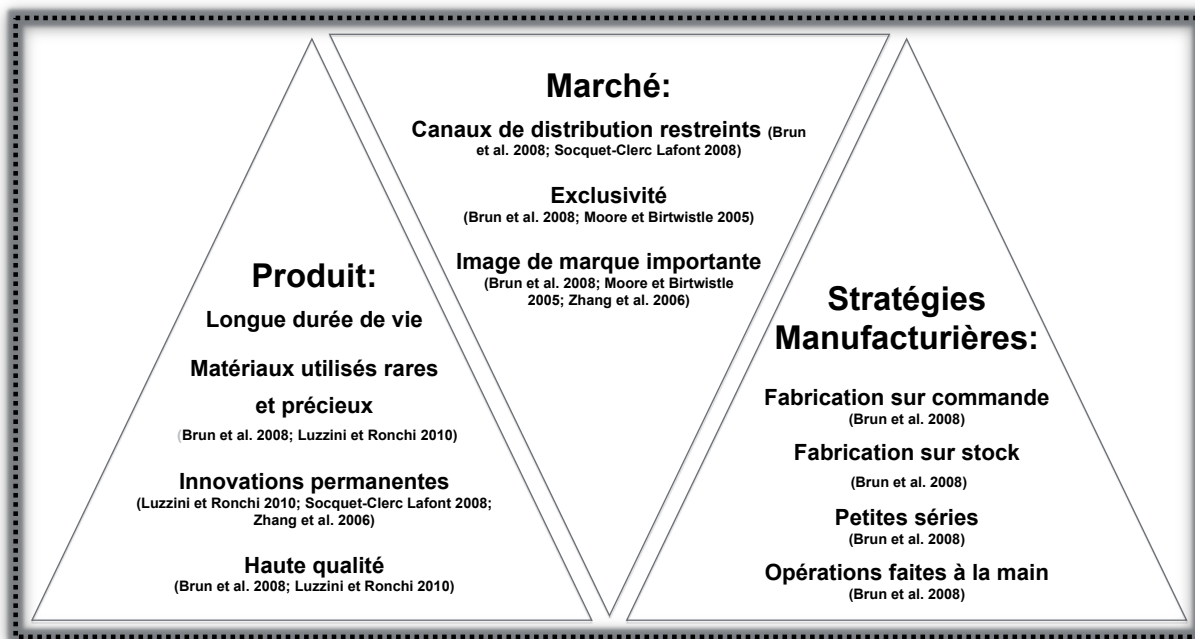 Produit:
Longue durée de vie
Matériaux utilisés rares
et précieux
(Brun et al. 2008; Luzzini et Ronchi 2010)
Innovations permanentes
(Luzzini et Ronchi 2010; Socquet-Clerc Lafont 2008;
Zhang et al. 2006)
Haute qualité
(Brun et al. 2008; Luzzini et Ronchi 2010)
Marché:
Canaux de distribution restreints (Brun
et al. 2008; Socquet-Clerc Lafont 2008)
Exclusivité
(Brun et al. 2008; Moore et Birtwistle 2005)
Image de marque importante
(Brun et al. 2008; Moore et Birtwistle
2005; Zhang et al. 2006)
Stratégies
Manufacturières:
Fabrication sur commande
(Brun et al. 2008)
Fabrication sur stock
(Brun et al. 2008)
Petites séries
(Brun et al. 2008)
Opérations faites à la main
(Brun et al. 2008)